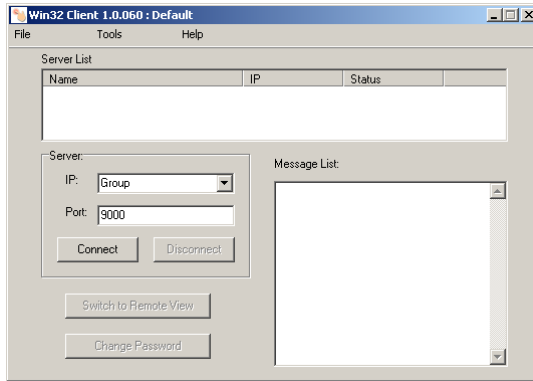 Win32 Client 1.0.060 : Default
File Tools Help
Server List
Name IP Status
Server:
IP: Group
Port: 9000
Connect Disconnect
Message List:
Switch to Remote View
Change Password